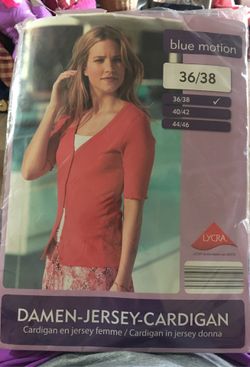 blue motion
36/38
36/38 ✓
40/42
44/46
LYCRA
DAMEN-JERSEY-CARDIGAN
Cardigan en jersey femme / Cardigan in jersey donna